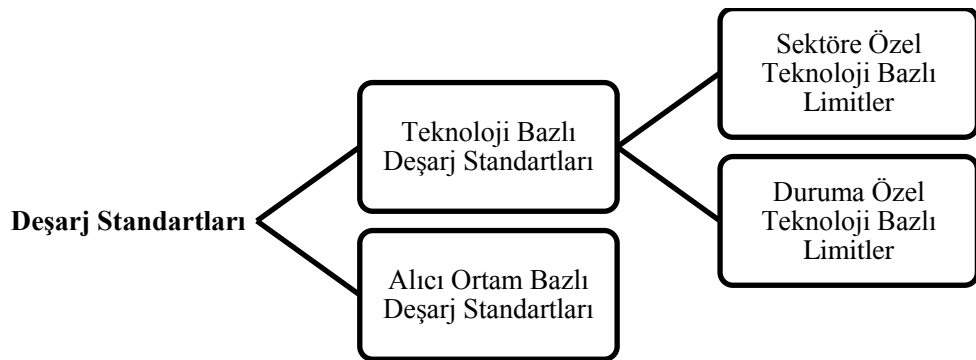 Deşarj Standartları
Teknoloji Bazlı
Deşarj Standartları
Alıcı Ortam Bazlı
Deşarj Standartları
Sektöre Özel
Teknoloji Bazlı
Limitler
Duruma Özel
Teknoloji Bazlı
Limitler